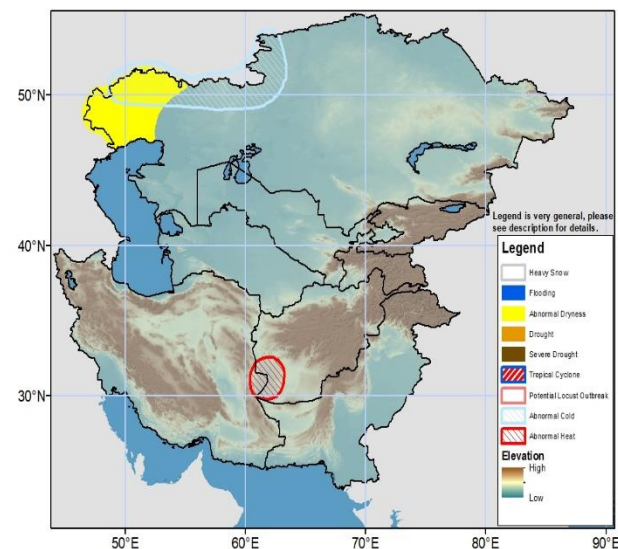 50°N
40°N
30°N
50°E
60°E
70°E
80°E
90°E
Legend is very general, please
see description for details.
Legend
Heavy Snow
Flooding
Abnormal Dryness
Drought
Severe Drought
Tropical Cyclone
Potential Locust Outbreak
Abnormal Cold
Abnormal Heat
Elevation
High
Low